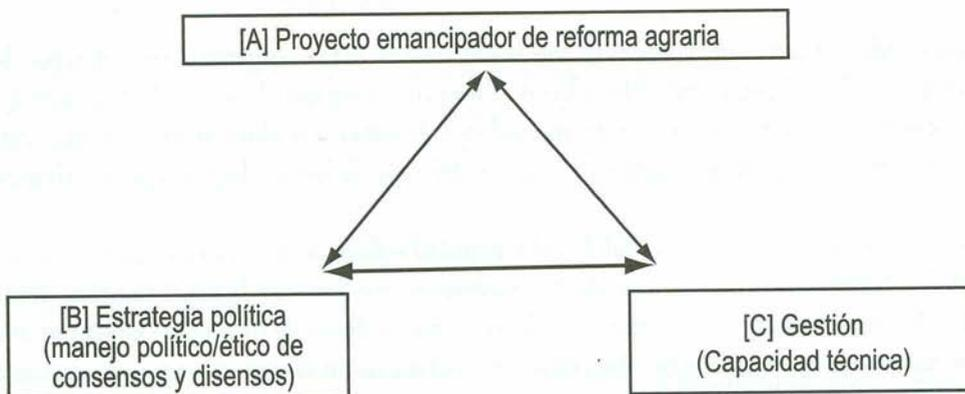 [A] Proyecto emancipador de reforma agraria
[B] Estrategia política
(manejo político/ético de
consensos y disensos)
[C] Gestión
(Capacidad técnica)